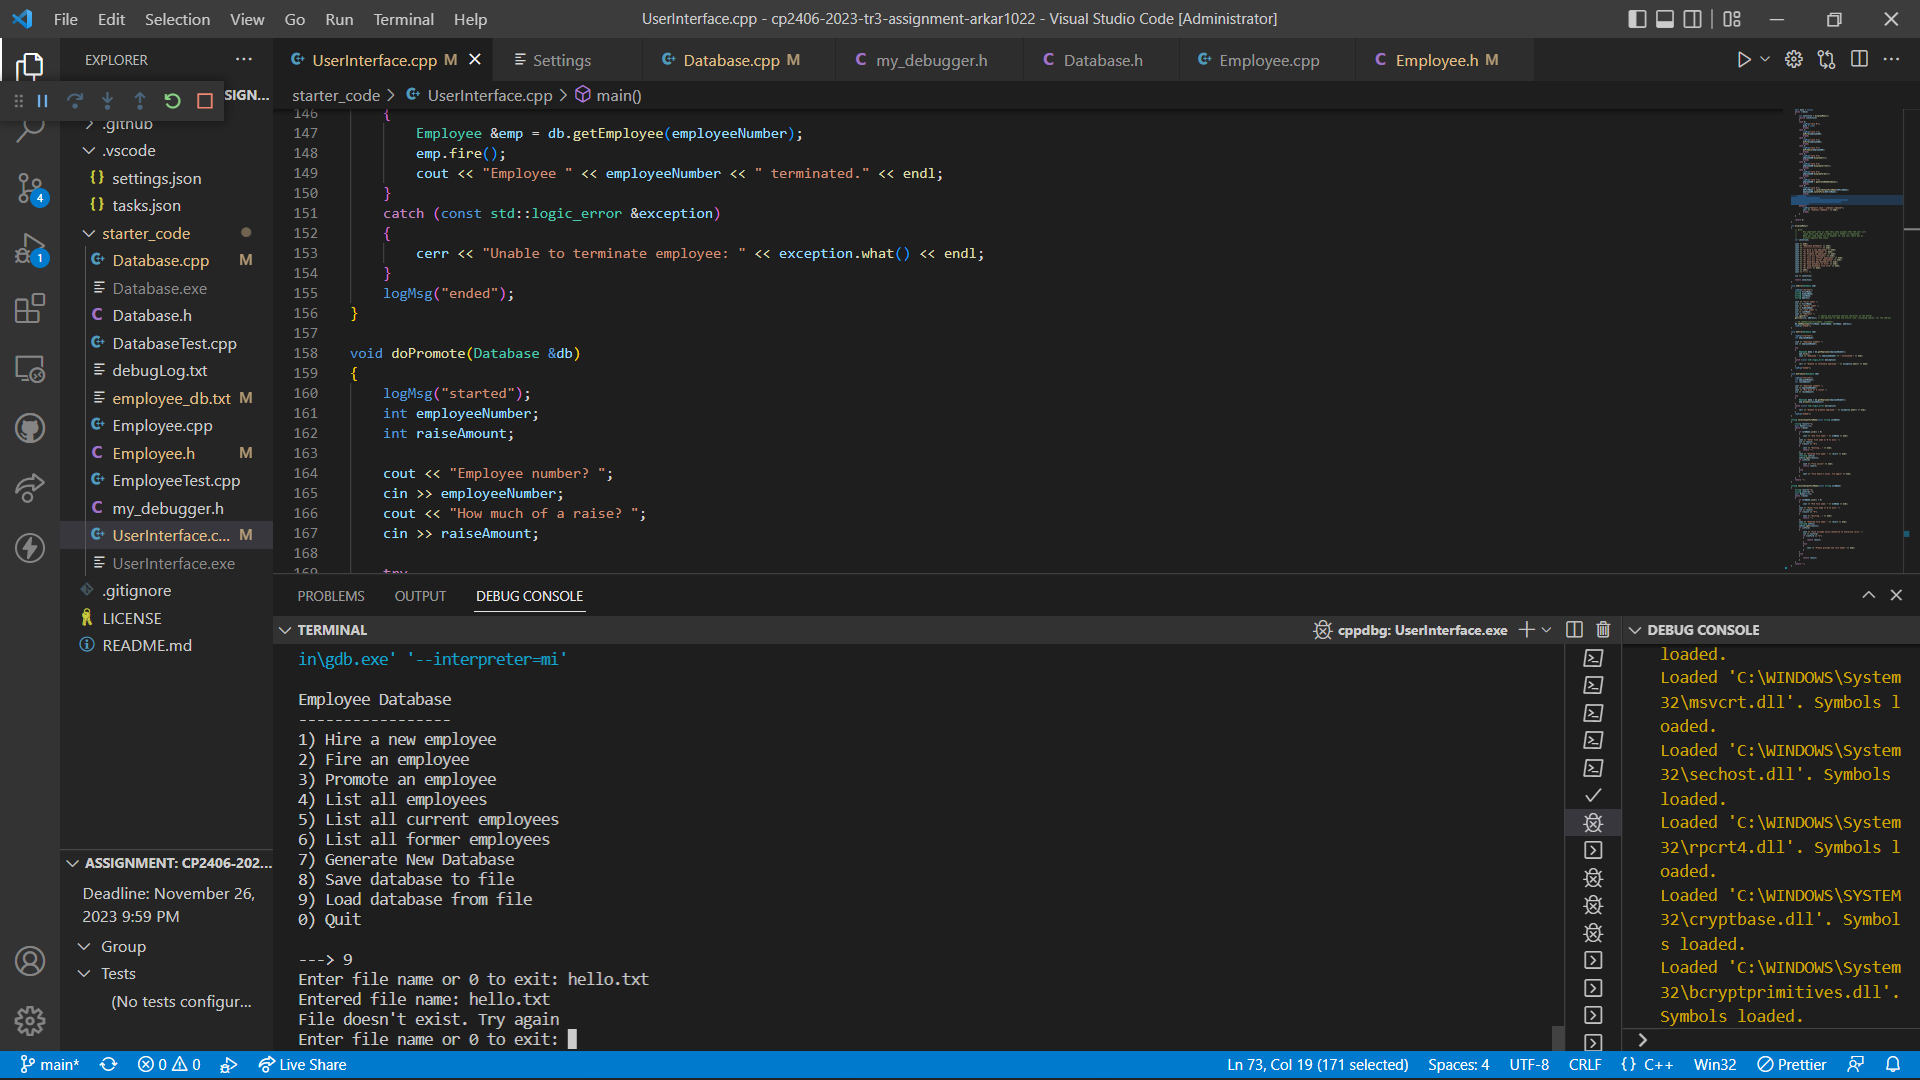 File Edit Selection View Go Run Terminal Help
UserInterface.cpp - cp2406-2023-tr3-assignment-arkar1022 - Visual Studio Code [Administrator]
EXPLORER
UserInterface.cpp M
Settings
Database.cpp M
my_debugger.h
Database.h
Employee.cpp
Employee.h M
SIGN...
.github
.vscode
settings.json
tasks.json
starter_code
Database.cpp M
Database.exe
Database.h
DatabaseTest.cpp
debugLog.txt
employee_db.txt M
Employee.cpp
Employee.h M
EmployeeTest.cpp
my_debugger.h
UserInterface.c... M
UserInterface.exe
.gitignore
LICENSE
README.md
4
1
ASSIGNMENT: CP2406-202...
Deadline: November 26,
2023 9:59 PM
Group
Tests
(No tests configur...
starter_code > UserInterface.cpp > main()
146 {
147 Employee &emp = db.getEmployee(employeeNumber);
148 emp.fire();
149 cout << "Employee " << employeeNumber << " terminated." << endl;
150 }
151 catch (const std::logic_error &exception)
152 {
153 cerr << "Unable to terminate employee: " << exception.what() << endl;
154 }
155 logMsg("ended");
156 }
157
158 void doPromote(Database &db)
159 {
160 logMsg("started");
161 int employeeNumber;
162 int raiseAmount;
163
164 cout << "Employee number? ";
165 cin >> employeeNumber;
166 cout << "How much of a raise? ";
167 cin >> raiseAmount;
168
169 try
PROBLEMS OUTPUT DEBUG CONSOLE
TERMINAL
cppdbg: UserInterface.exe
in\gdb.exe' '--interpreter=mi'
Employee Database
-----------------
1) Hire a new employee
2) Fire an employee
3) Promote an employee
4) List all employees
5) List all current employees
6) List all former employees
7) Generate New Database
8) Save database to file
9) Load database from file
0) Quit
---> 9
Enter file name or 0 to exit: hello.txt
Entered file name: hello.txt
File doesn't exist. Try again
Enter file name or 0 to exit:
DEBUG CONSOLE
loaded.
Loaded 'C:\WINDOWS\System
32\msvcrt.dll'. Symbols l
oaded.
Loaded 'C:\WINDOWS\System
32\sechost.dll'. Symbols
loaded.
Loaded 'C:\WINDOWS\System
32\rpcrt4.dll'. Symbols l
oaded.
Loaded 'C:\WINDOWS\SYSTEM
32\cryptbase.dll'. Symbol
s loaded.
Loaded 'C:\WINDOWS\System
32\bcryptprimitives.dll'.
Symbols loaded.
>
main* 0 0 Live Share
Ln 73, Col 19 (171 selected) Spaces: 4 UTF-8 CRLF {} C++ Win32 Prettier